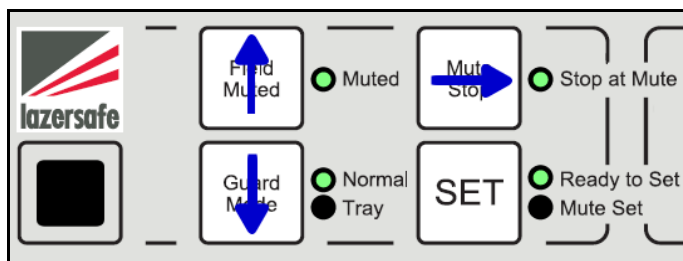 lazersafe
Field
Muted
Muted
Mute
Stop
Stop at Mute
Guard
Mode
Normal
Tray
SET
Ready to Set
Mute Set